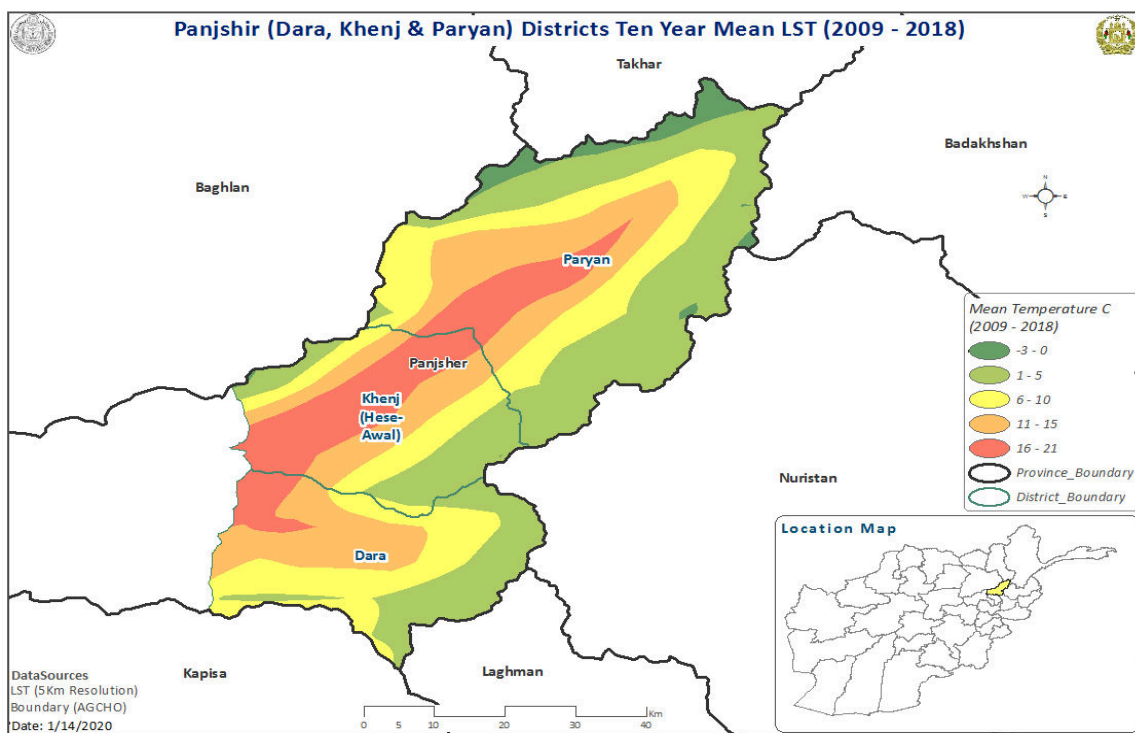 Panjshir (Dara, Khenj & Paryan) Districts Ten Year Mean LST (2009 - 2018)
Takhar
Badakhshan
Baghlan
N
W E
S
Paryan
Mean Temperature C
(2009 - 2018)
-3 - 0
1 - 5
6 - 10
11 - 15
16 - 21
Province_Boundary
District_Boundary
Panjsher
Khenj
(Hese-
Awal)
Nuristan
Location Map
Dara
Kapisa
Laghman
DataSources
LST (5Km Resolution)
Boundary (AGCHO)
'Date: 1/14/2020
Km
0 5 10 20 30 40